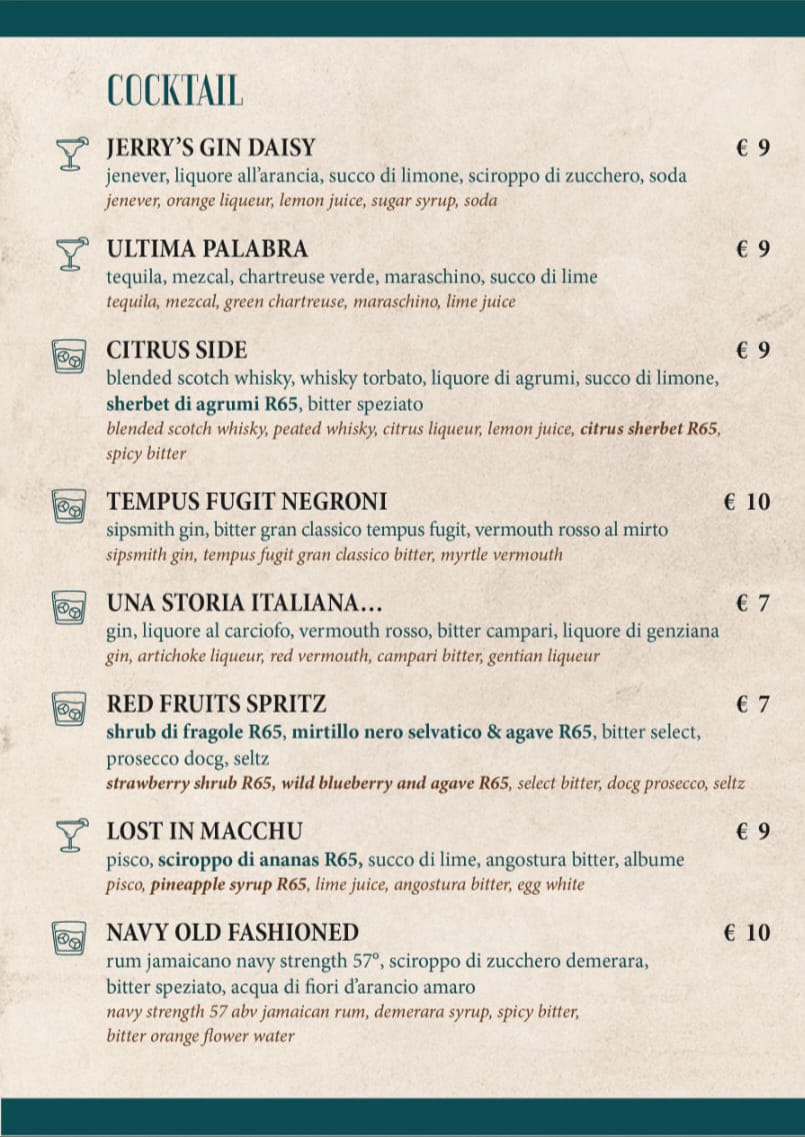 COCKTAIL
JERRY'S GIN DAISY € 9
jenever, liquore all'arancia, succo di limone, sciroppo di zucchero, soda
jenever, orange liqueur, lemon juice, sugar syrup, soda
ULTIMA PALABRA € 9
tequila, mezcal, chartreuse verde, maraschino, succo di lime
tequila, mezcal, green chartreuse, maraschino, lime juice
CITRUS SIDE € 9
blended scotch whisky, whisky torbato, liquore di agrumi, succo di limone,
sherbet di agrumi R65, bitter speziato
blended scotch whisky, peated whisky, citrus liqueur, lemon juice, citrus sherbet R65,
spicy bitter
TEMPUS FUGIT NEGRONI € 10
sipsmith gin, bitter gran classico tempus fugit, vermouth rosso al mirto
sipsmith gin, tempus fugit gran classico bitter, myrtle vermouth
UNA STORIA ITALIANA... € 7
gin, liquore al carciofo, vermouth rosso, bitter campari, liquore di genziana
gin, artichoke liqueur, red vermouth, campari bitter, gentian liqueur
RED FRUITS SPRITZ € 7
shrub di fragole R65, mirtillo nero selvatico & agave R65, bitter select,
prosecco docg, seltz
strawberry shrub R65, wild blueberry and agave R65, select bitter, docg prosecco, seltz
LOST IN MACCHU € 9
pisco, sciroppo di ananas R65, succo di lime, angostura bitter, albume
pisco, pineapple syrup R65, lime juice, angostura bitter, egg white
NAVY OLD FASHIONED € 10
rum jamaicano navy strength 57°, sciroppo di zucchero demerara,
bitter speziato, acqua di fiori d'arancio amaro
navy strength 57 abv jamaican rum, demerara syrup, spicy bitter,
bitter orange flower water